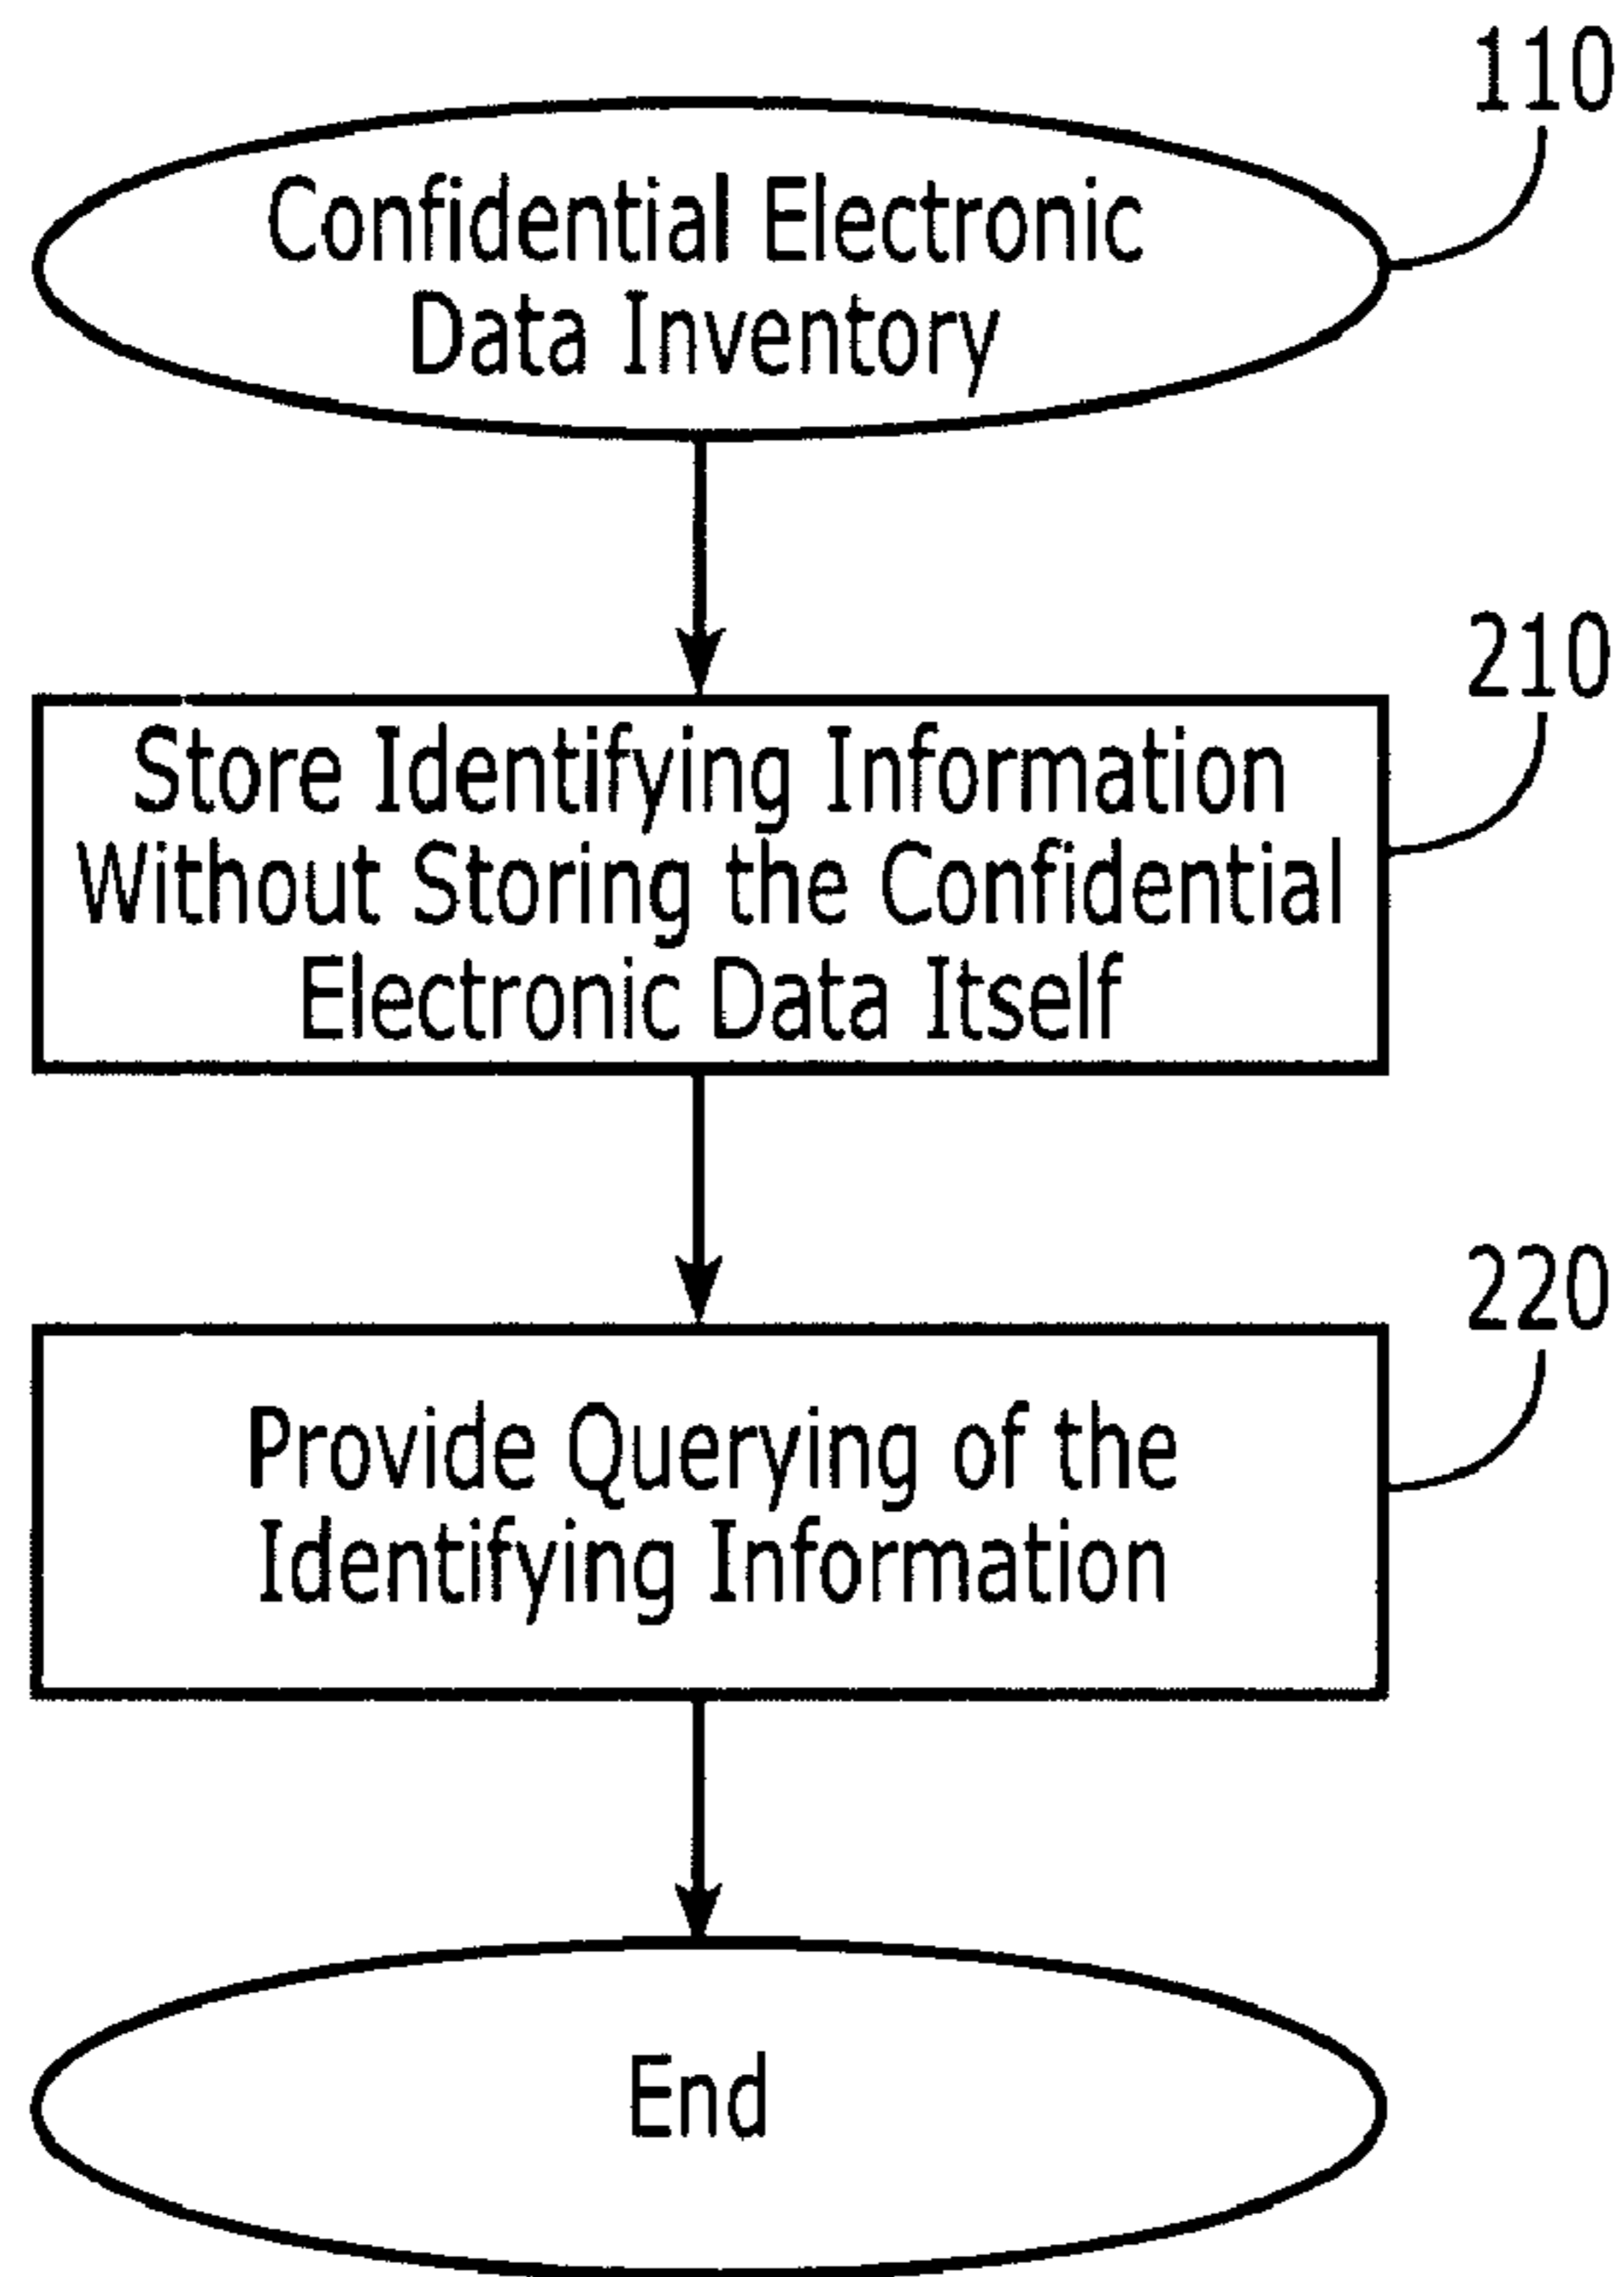 110
Confidential Electronic
Data Inventory
210
Store Identifying Information
Without Storing the Confidential
Electronic Data Itself
220
Provide Querying of the
Identifying Information
End